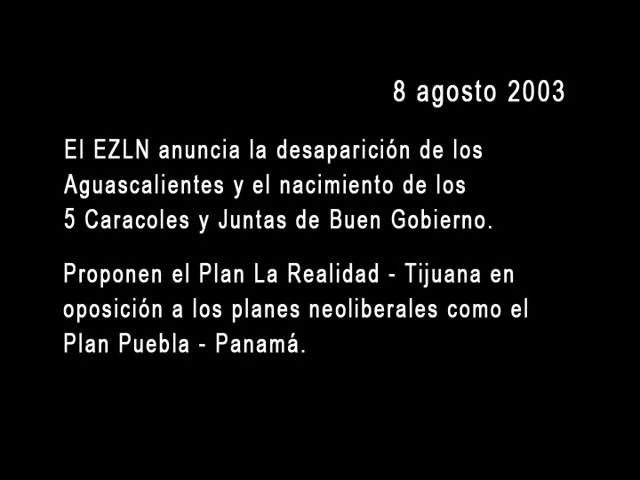 8 agosto 2003
El EZLN anuncia la desaparición de los
Aguascalientes y el nacimiento de los
5 Caracoles y Juntas de Buen Gobierno.
Proponen el Plan La Realidad - Tijuana en
oposición a los planes neoliberales como el
Plan Puebla - Panamá.